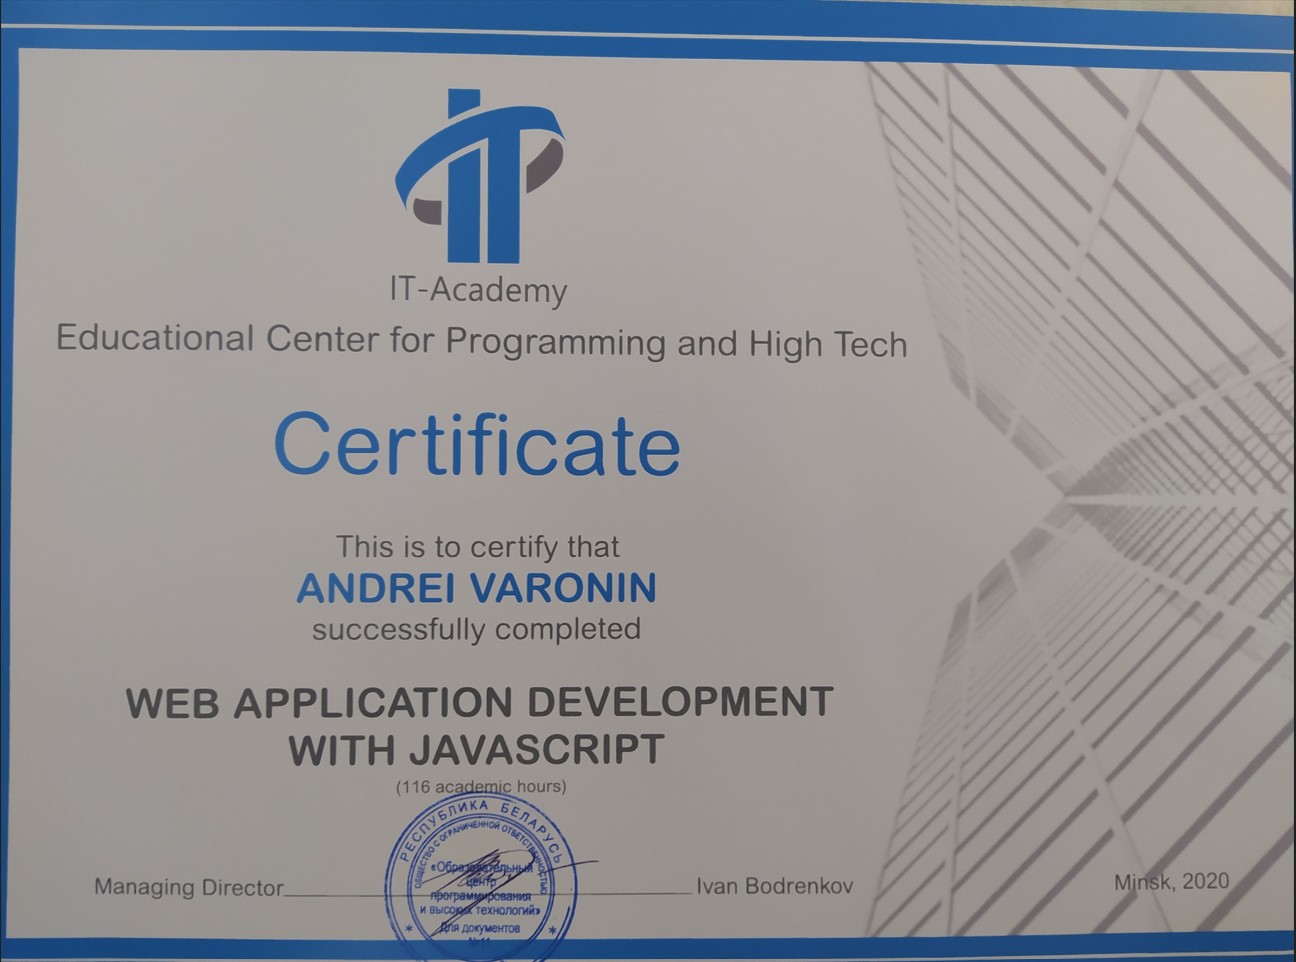 IT
IT-Academy
Educational Center for Programming and High Tech
Certificate
This is to certify that
ANDREI VARONIN
successfully completed
WEB APPLICATION DEVELOPMENT
WITH JAVASCRIPT
(116 academic hours)
РЕСПУБЛИКА БЕЛАРУСЬ
ОБЩЕСТВО С ОГРАНИЧЕННОЙ ОТВЕТСТВЕННОСТЬЮ
«Образовательный
центр
программирования
и высоких технологий»
Для документов
№11
Managing Director
Ivan Bodrenkov
Minsk, 2020